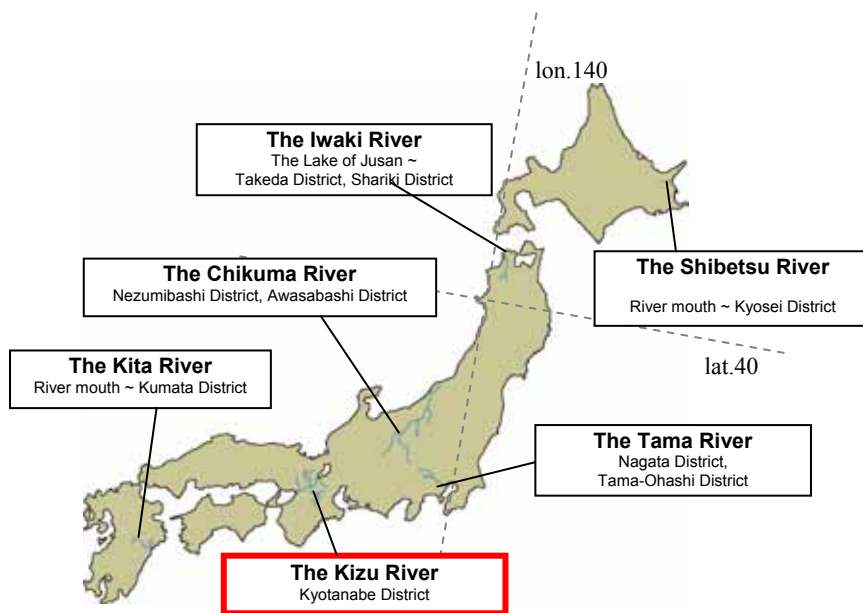 lon.140
The Iwaki River
The Lake of Jusan ~
Takeda District, Shariki District
The Chikuma River
Nezumibashi District, Awasabashi District
The Shibetsu River
River mouth ~ Kyosei District
The Kita River
River mouth ~ Kumata District
lat.40
The Tama River
Nagata District,
Tama-Ohashi District
The Kizu River
Kyotanabe District